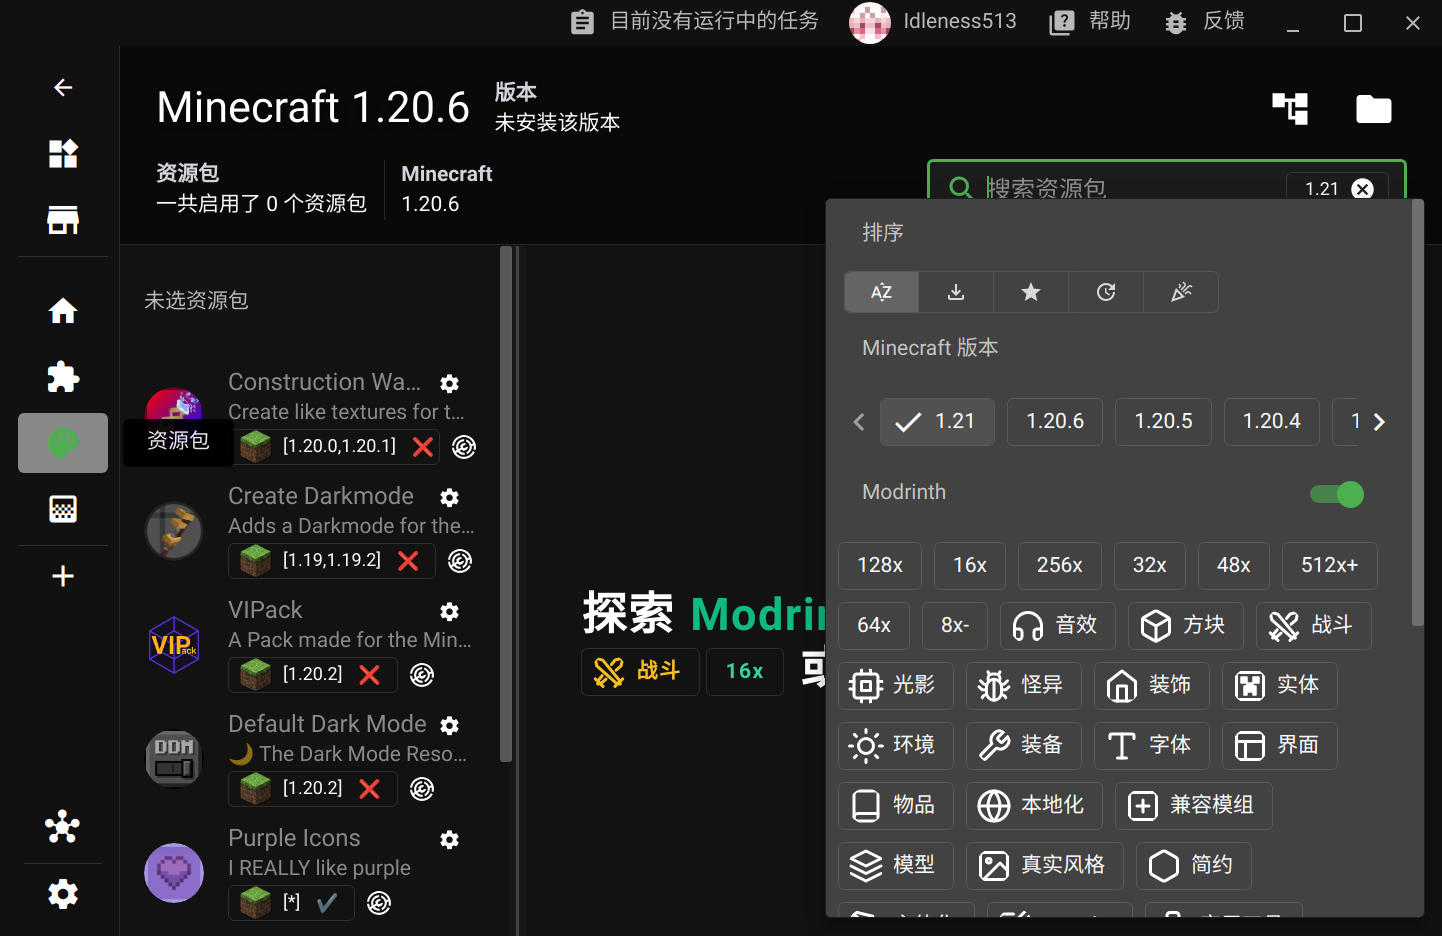 目前没有运行中的任务
Idleness513
帮助
反馈
Minecraft 1.20.6
版本
未安装该版本
资源包
一共启用了 0 个资源包
Minecraft
1.20.6
搜索资源包
1.21
未选资源包
Construction Wa...
Create like textures for t...
[1.20.0,1.20.1]
资源包
Create Darkmode
Adds a Darkmode for the...
[1.19,1.19.2]
VIPack
A Pack made for the Min...
[1.20.2]
VIPack
Default Dark Mode
🌙 The Dark Mode Reso...
[1.20.2]
DDM
Purple Icons
I REALLY like purple
[*]
探索 Modri
战斗
16x
排序
AZ
Minecraft 版本
1.21
1.20.6
1.20.5
1.20.4
Modrinth
128x
16x
256x
32x
48x
512x+
64x
8x-
音效
方块
战斗
光影
怪异
装饰
实体
环境
装备
字体
界面
物品
本地化
兼容模组
模型
真实风格
简约